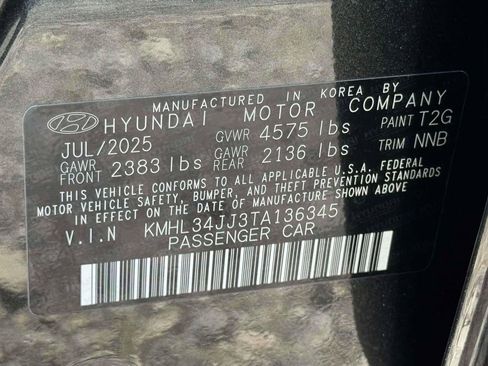 MANUFACTURED IN KOREA BY
HYUNDAI MOTOR COMPANY
JUL/2025 GVWR 4575 lbs PAINT T2G
GAWR FRONT 2383 lbs GAWR REAR 2136 lbs TRIM NNB
THIS VEHICLE CONFORMS TO ALL APPLICABLE U.S.A. FEDERAL
MOTOR VEHICLE SAFETY, BUMPER, AND THEFT PREVENTION STANDARDS
IN EFFECT ON THE DATE OF MANUFACTURE SHOWN ABOVE
V.I.N KMHL34JJ3TA136345
PASSENGER CAR